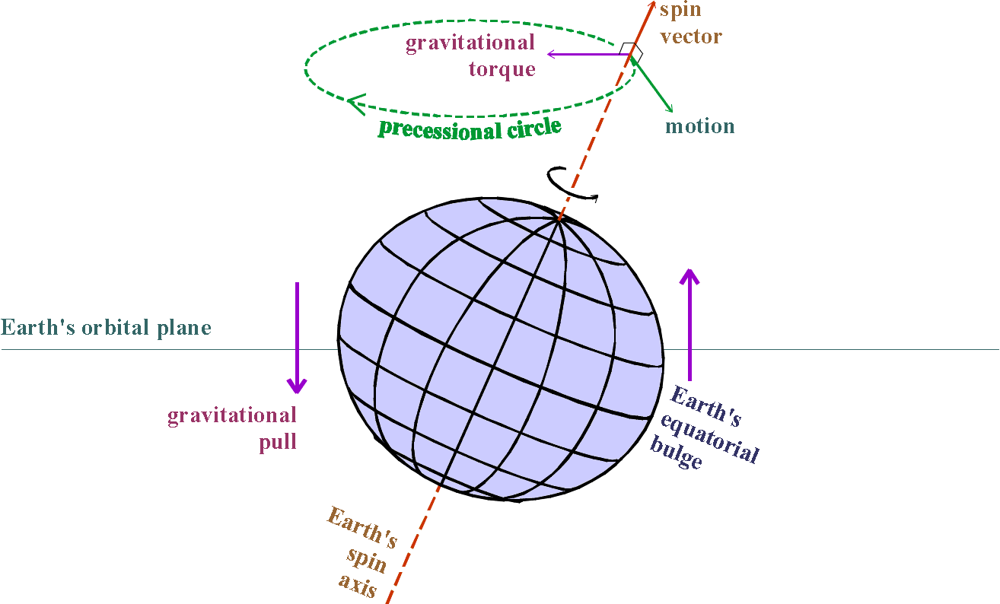 spin
vector
gravitational
torque
motion
precessional circle
Earth's orbital plane
gravitational
pull
Earth's
equatorial
bulge
Earth's
spin
axis